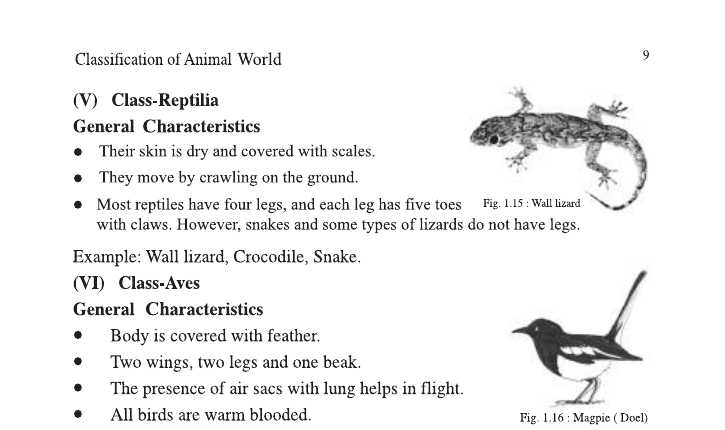 Classification of Animal World 9
(V) Class-Reptilia
General Characteristics
● Their skin is dry and covered with scales.
● They move by crawling on the ground.
● Most reptiles have four legs, and each leg has five toes
with claws. However, snakes and some types of lizards do not have legs.
Fig. 1.15 : Wall lizard
Example: Wall lizard, Crocodile, Snake.
(VI) Class-Aves
General Characteristics
● Body is covered with feather.
● Two wings, two legs and one beak.
● The presence of air sacs with lung helps in flight.
● All birds are warm blooded.
Fig. 1.16 : Magpie ( Doel)